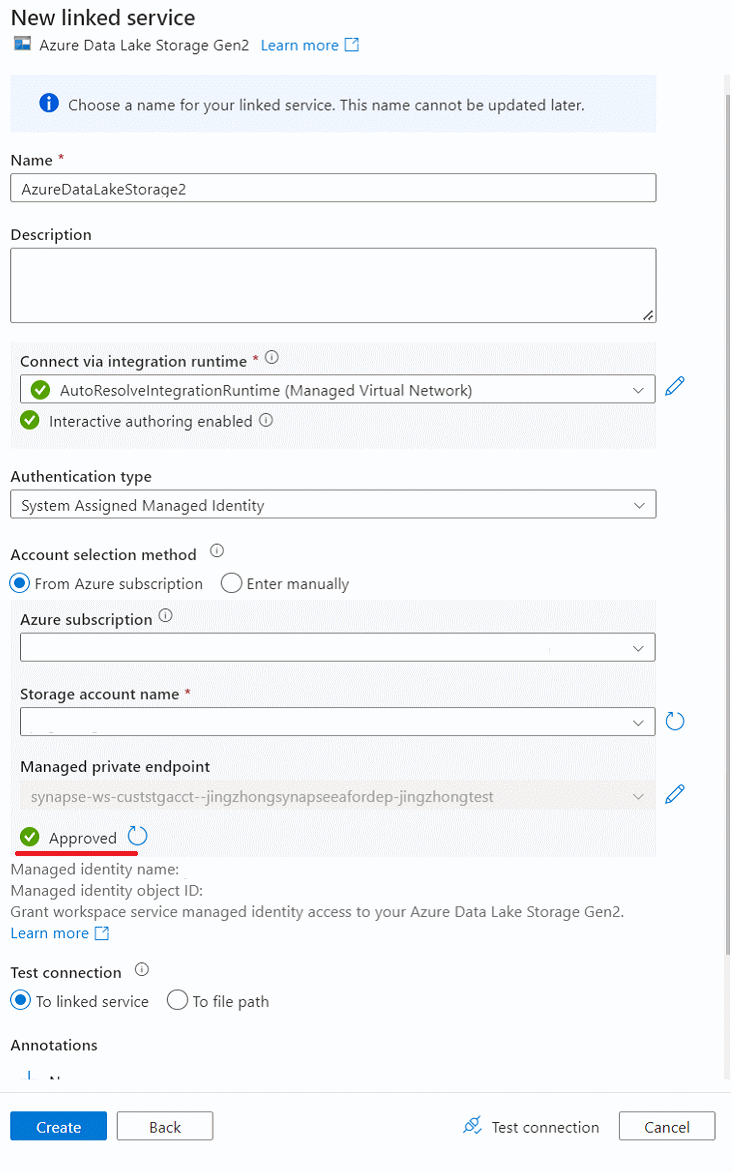 New linked service
Azure Data Lake Storage Gen2 Learn more
Choose a name for your linked service. This name cannot be updated later.
Name *
AzureDataLakeStorage2
Description
Connect via integration runtime *
AutoResolveIntegrationRuntime (Managed Virtual Network)
Interactive authoring enabled
Authentication type
System Assigned Managed Identity
Account selection method
From Azure subscription Enter manually
Azure subscription
Storage account name *
Managed private endpoint
synapse-ws-custstgacct--jingzhongsynapseeafordep-jingzhongtest
Approved
Managed identity name:
Managed identity object ID:
Grant workspace service managed identity access to your Azure Data Lake Storage Gen2.
Learn more
Test connection
To linked service To file path
Annotations
Create Back Test connection Cancel